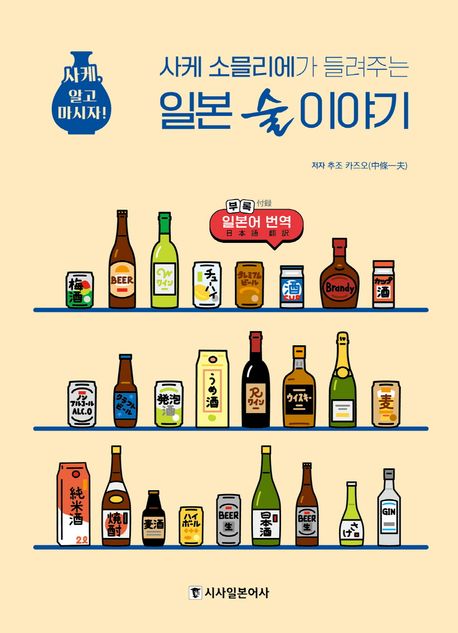 사케,
알고
마시자!
사케 소믈리에가 들려주는
일본 술 이야기
저자 추조 카즈오(中條一夫)
부록 付録
일본어 번역
日本語 翻訳
梅酒
BEER
W
ワイン
チューハイ
プレミアム
ビール
酒
CUP
Brandy
カップ
酒
ノン
アルコール
ALC.0
クラフト
ビール
発泡
酒
うめ酒
R
ワイン
ウイスキー
麦
純米酒
2ℓ
焼酎
麦酒
ハイ
ボール
BEER
生
日本酒
BEER
生
さけ
GIN
시사일본어사